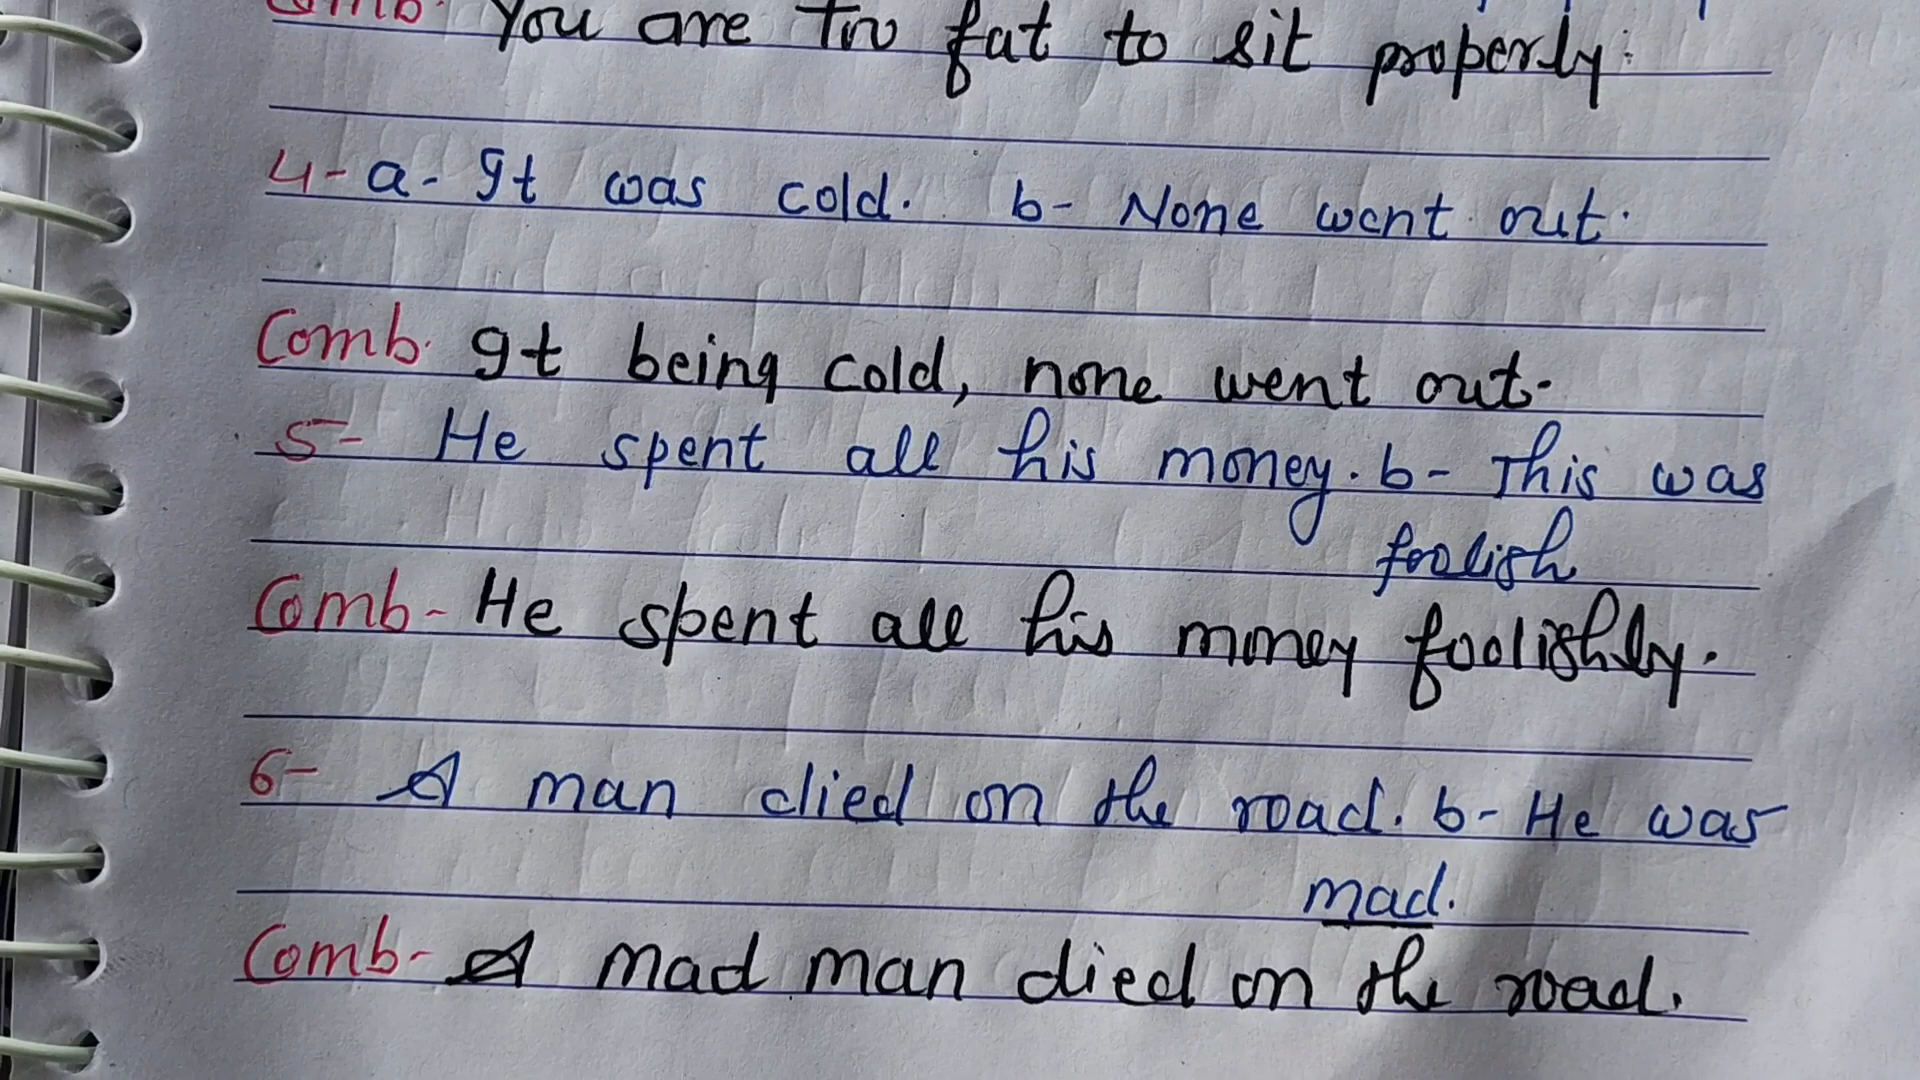 Comb. You are too fat to sit properly.
4- a- It was cold. b- None went out.
Comb. It being cold, none went out.
5- He spent all his money. b- This was
foolish
Comb- He spent all his money foolishly.
6- A man died on the road. b- He was
mad.
Comb- A mad man died on the road.